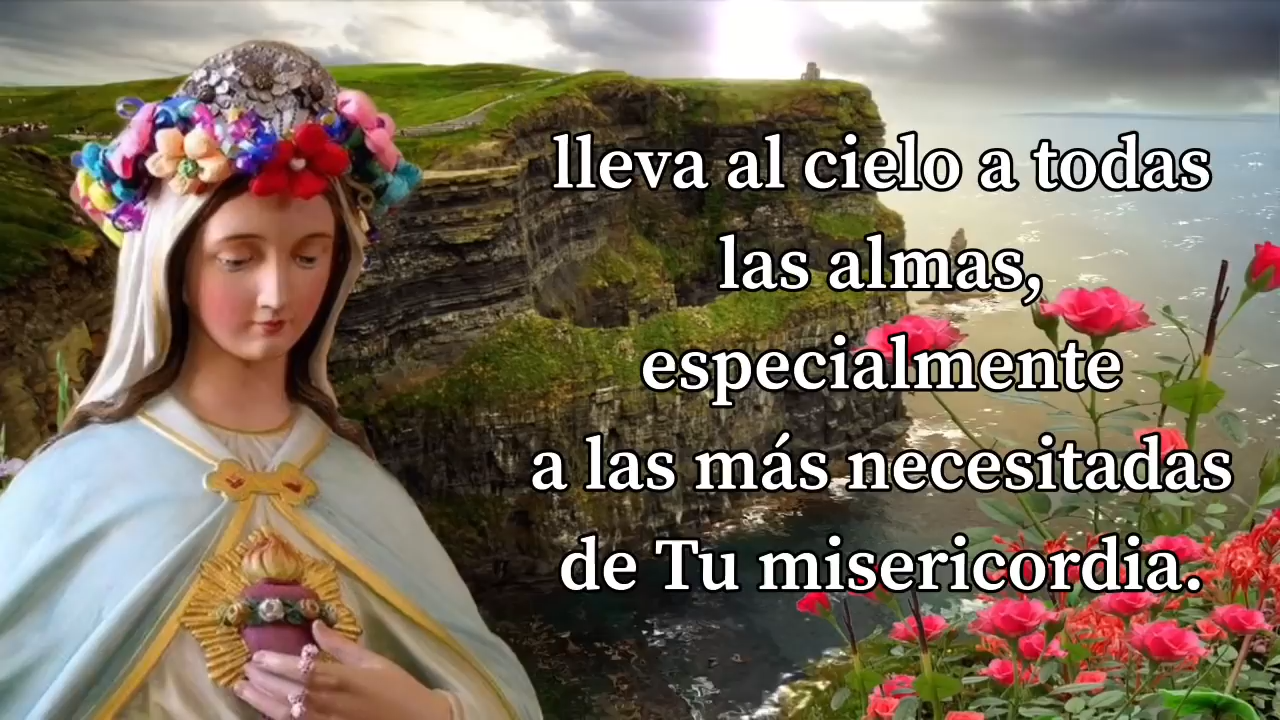 lleva al cielo a todas
las almas,
especialmente
a las más necesitadas
de Tu misericordia.